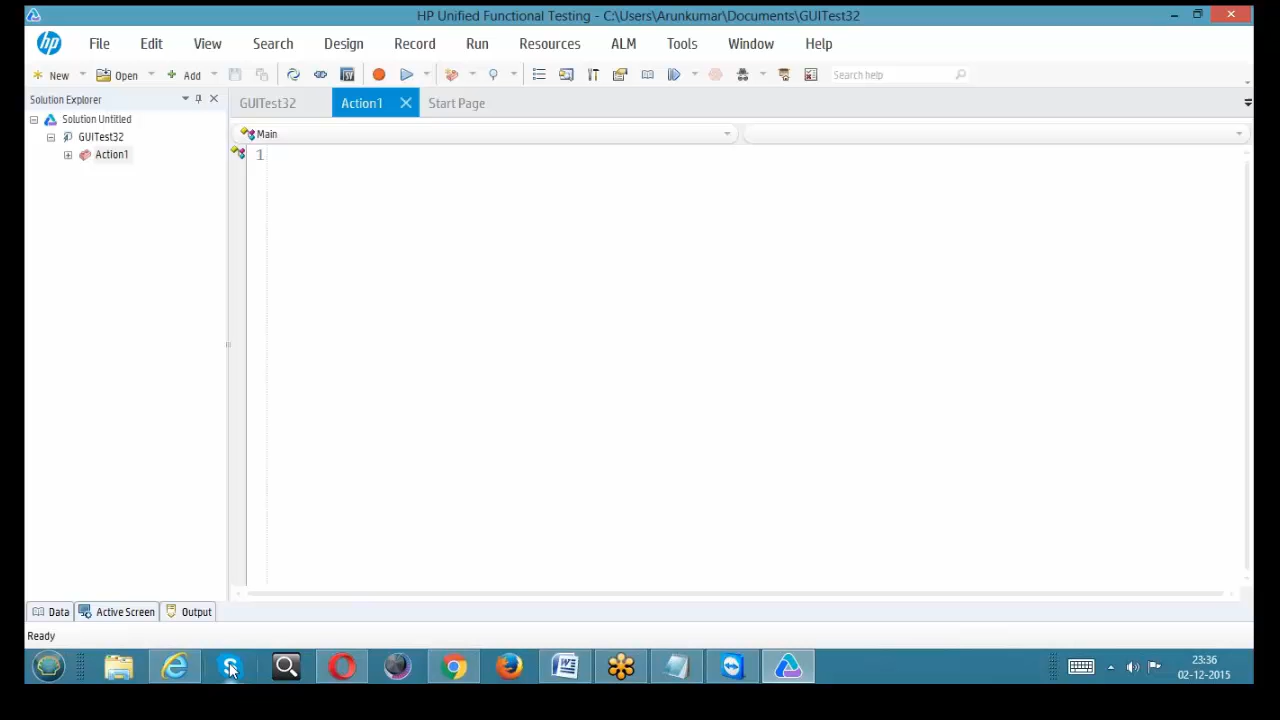 HP Unified Functional Testing - C:\Users\Arunkumar\Documents\GUITest32
hp File Edit View Search Design Record Run Resources ALM Tools Window Help
New Open Add Search help
Solution Explorer
GUITest32 Action1 Start Page
Solution Untitled
GUITest32
Action1
Main
1
Data Active Screen Output
Ready
23:36
02-12-2015